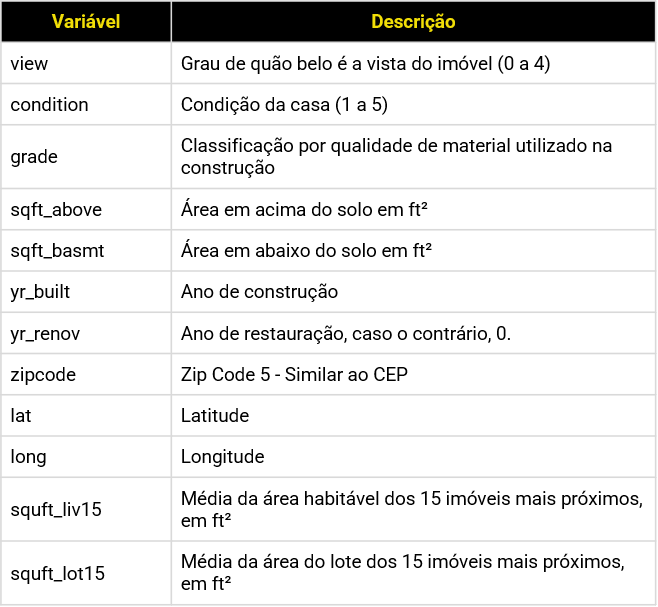 Variável Descrição
view Grau de quão belo é a vista do imóvel (0 a 4)
condition Condição da casa (1 a 5)
grade Classificação por qualidade de material utilizado na
construção
sqft_above Área em acima do solo em ft²
sqft_basmt Área em abaixo do solo em ft²
yr_built Ano de construção
yr_renov Ano de restauração, caso o contrário, 0.
zipcode Zip Code 5 - Similar ao CEP
lat Latitude
long Longitude
squft_liv15 Média da área habitável dos 15 imóveis mais próximos,
em ft²
squft_lot15 Média da área do lote dos 15 imóveis mais próximos,
em ft²